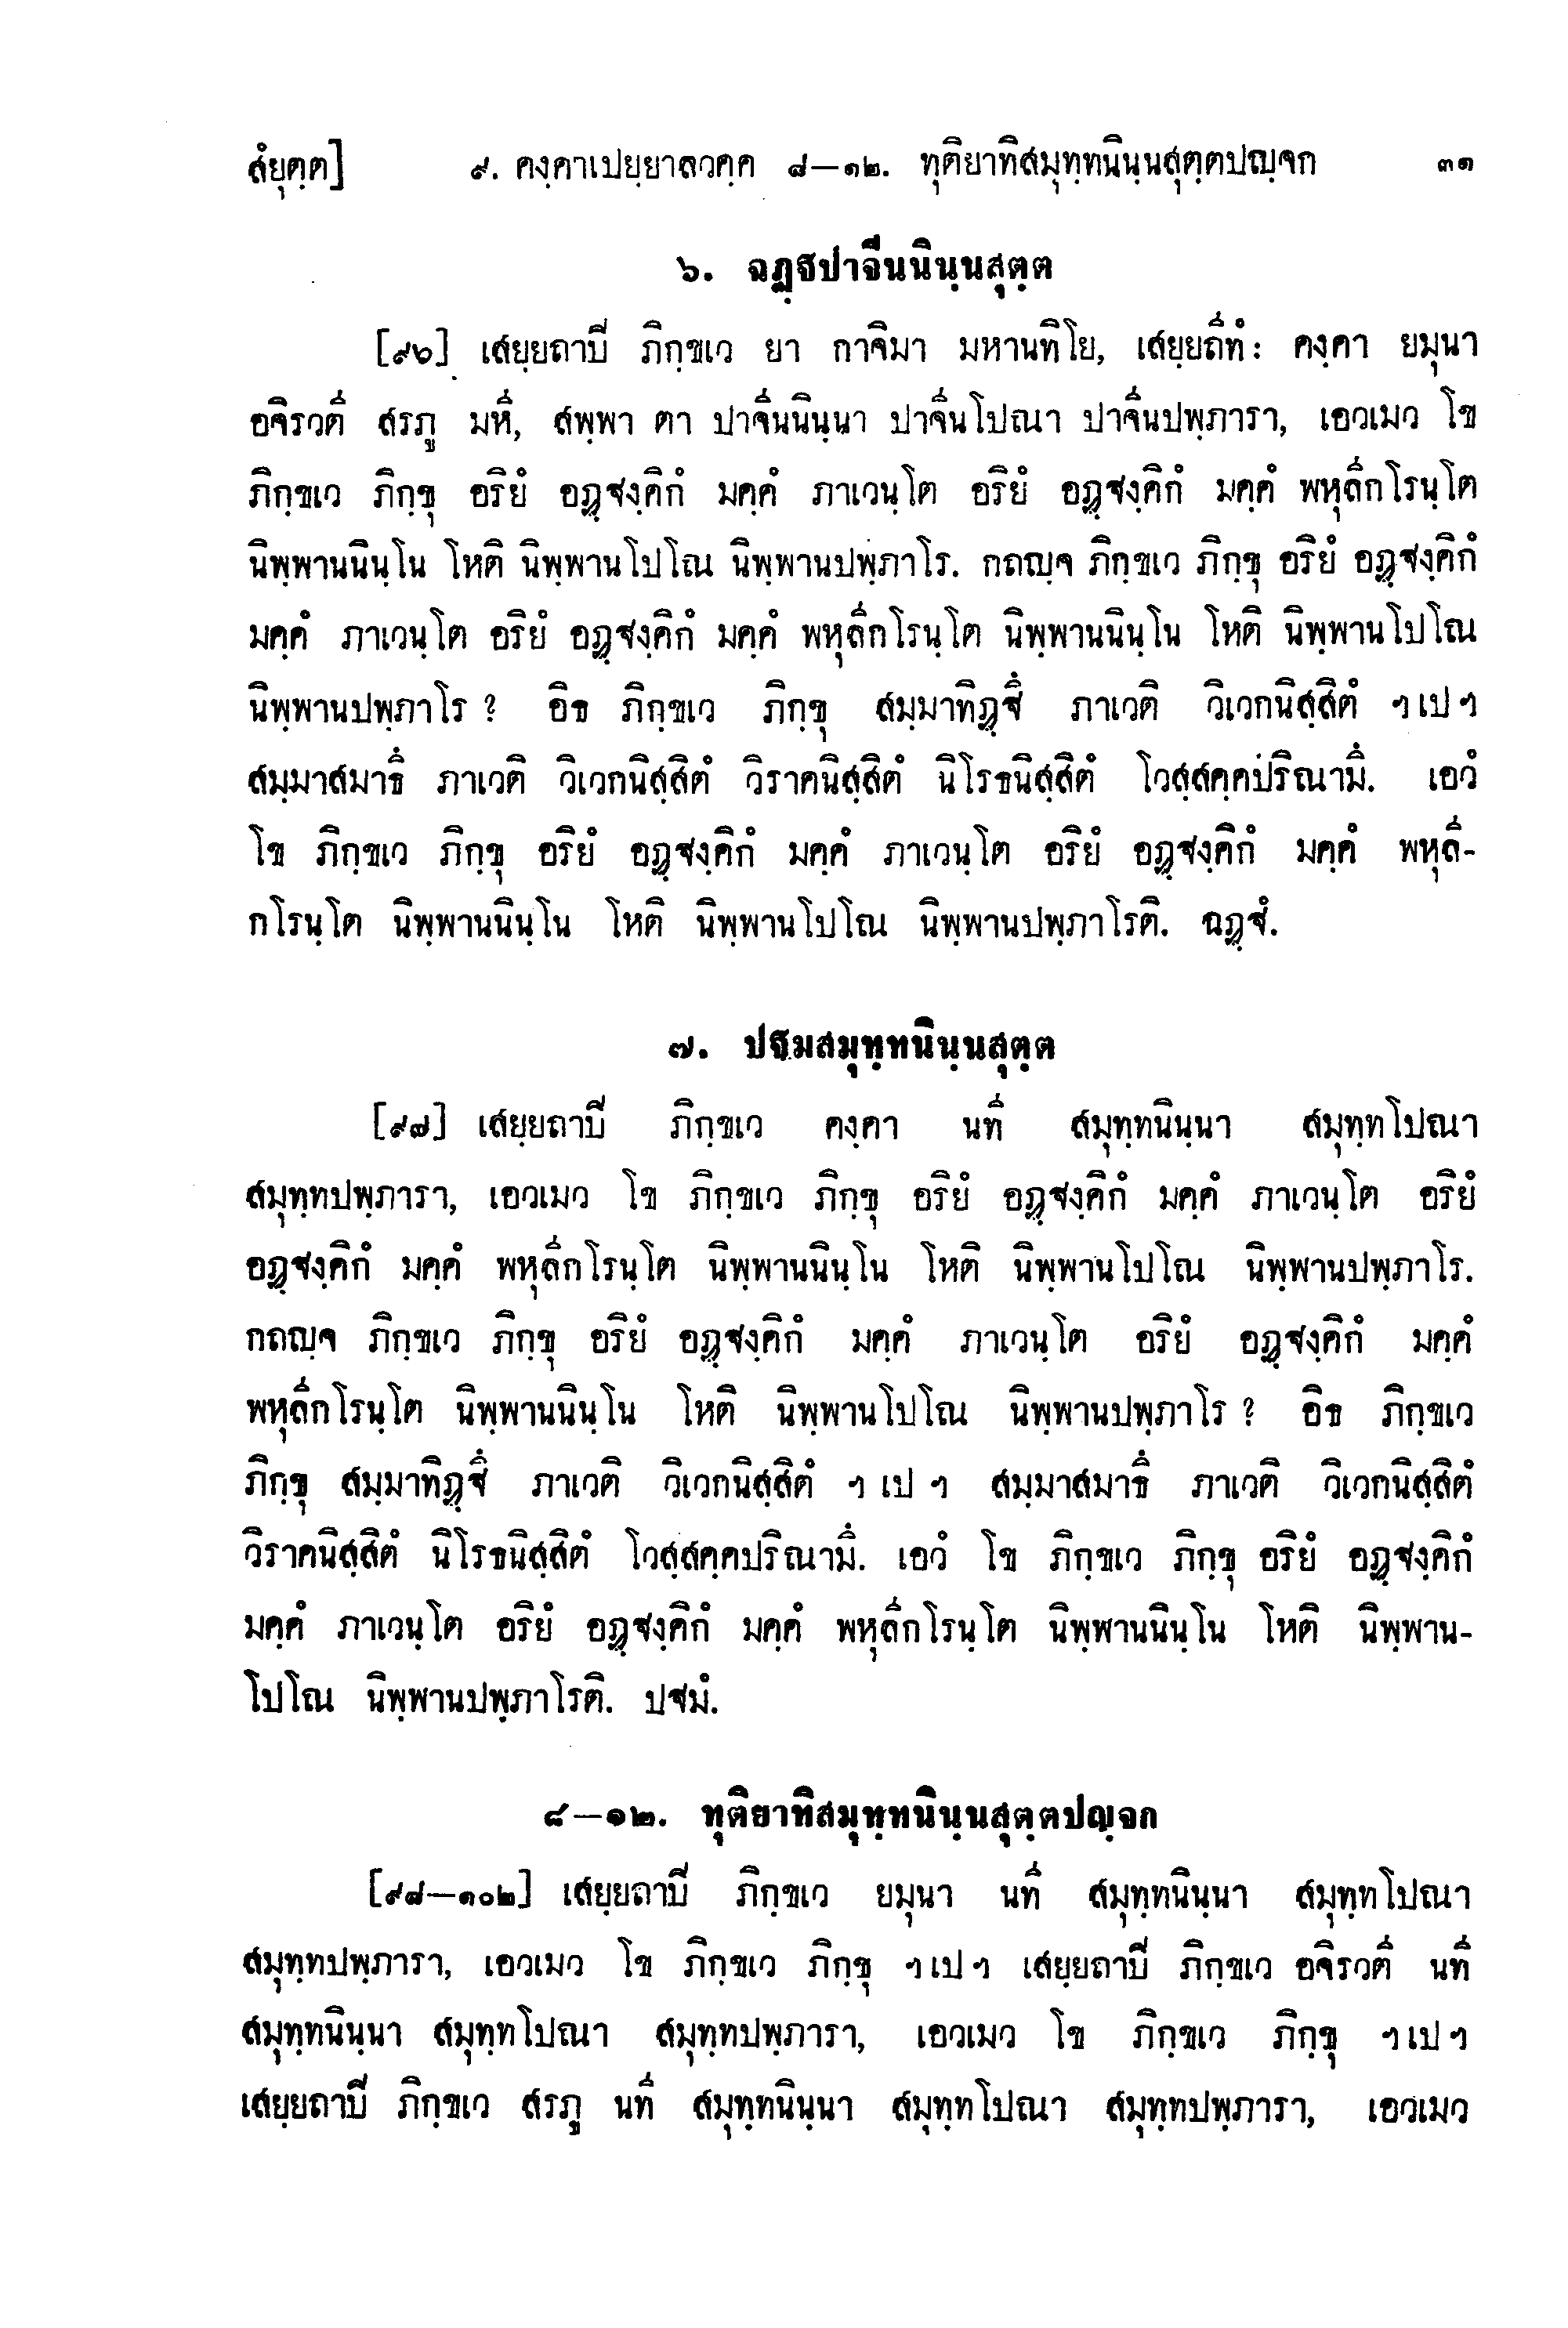 สํยุตฺต] ๙. คงฺคาเปยฺยาลวคฺค ๘—๑๒. ทุติยาทิสมุทฺทนินฺนสุตฺตปญฺจก ๓๑
๖. ฉฏฺฐปาจีนนินฺนสุตฺต
[๙๖] เสยฺยถาปิ ภิกฺขเว ยา กาจิมา มหานทิโย, เสยฺยถีทํ: คงฺคา ยมุนา
อจิรวตี สรภู มหี, สพฺพา ตา ปาจีนนินฺนา ปาจีนโปณา ปาจีนปพฺภารา, เอวเมว โข
ภิกฺขเว ภิกฺขุ อริยํ อฏฺฐงฺคิกํ มคฺคํ ภาเวนฺโต อริยํ อฏฺฐงฺคิกํ มคฺคํ พหุลีกโรนฺโต
นิพฺพานนินฺโน โหติ นิพฺพานโปโณ นิพฺพานปพฺภาโร. กถญฺจ ภิกฺขเว ภิกฺขุ อริยํ อฏฺฐงฺคิกํ
มคฺคํ ภาเวนฺโต อริยํ อฏฺฐงฺคิกํ มคฺคํ พหุลีกโรนฺโต นิพฺพานนินฺโน โหติ นิพฺพานโปโณ
นิพฺพานปพฺภาโร ? อิธ ภิกฺขเว ภิกฺขุ สมฺมาทิฏฺฐึ ภาเวติ วิเวกนิสฺสิตํ ฯเปฯ
สมฺมาสมาธึ ภาเวติ วิเวกนิสฺสิตํ วิราคนิสฺสิตํ นิโรธนิสฺสิตํ โวสฺสคฺคปริณามึ. เอวํ
โข ภิกฺขเว ภิกฺขุ อริยํ อฏฺฐงฺคิกํ มคฺคํ ภาเวนฺโต อริยํ อฏฺฐงฺคิกํ มคฺคํ พหุลี-
กโรนฺโต นิพฺพานนินฺโน โหติ นิพฺพานโปโณ นิพฺพานปพฺภาโรติ. ฉฏฺฐํ.
๗. ปฐมสมุทฺทนินฺนสุตฺต
[๙๗] เสยฺยถาปิ ภิกฺขเว คงฺคา นที สมุทฺทนินฺนา สมุทฺทโปณา
สมุทฺทปพฺภารา, เอวเมว โข ภิกฺขเว ภิกฺขุ อริยํ อฏฺฐงฺคิกํ มคฺคํ ภาเวนฺโต อริยํ
อฏฺฐงฺคิกํ มคฺคํ พหุลีกโรนฺโต นิพฺพานนินฺโน โหติ นิพฺพานโปโณ นิพฺพานปพฺภาโร.
กถญฺจ ภิกฺขเว ภิกฺขุ อริยํ อฏฺฐงฺคิกํ มคฺคํ ภาเวนฺโต อริยํ อฏฺฐงฺคิกํ มคฺคํ
พหุลีกโรนฺโต นิพฺพานนินฺโน โหติ นิพฺพานโปโณ นิพฺพานปพฺภาโร ? อิธ ภิกฺขเว
ภิกฺขุ สมฺมาทิฏฺฐึ ภาเวติ วิเวกนิสฺสิตํ ฯ เป ฯ สมฺมาสมาธึ ภาเวติ วิเวกนิสฺสิตํ
วิราคนิสฺสิตํ นิโรธนิสฺสิตํ โวสฺสคฺคปริณามึ. เอวํ โข ภิกฺขเว ภิกฺขุ อริยํ อฏฺฐงฺคิกํ
มคฺคํ ภาเวนฺโต อริยํ อฏฺฐงฺคิกํ มคฺคํ พหุลีกโรนฺโต นิพฺพานนินฺโน โหติ นิพฺพาน-
โปโณ นิพฺพานปพฺภาโรติ. ปฐมํ.
๘—๑๒. ทุติยาทิสมุทฺทนินฺนสุตฺตปญฺจก
[๙๘—๑๐๒] เสยฺยถาปิ ภิกฺขเว ยมุนา นที สมุทฺทนินฺนา สมุทฺทโปณา
สมุทฺทปพฺภารา, เอวเมว โข ภิกฺขเว ภิกฺขุ ฯเปฯ เสยฺยถาปิ ภิกฺขเว อจิรวตี นที
สมุทฺทนินฺนา สมุทฺทโปณา สมุทฺทปพฺภารา, เอวเมว โข ภิกฺขเว ภิกฺขุ ฯเปฯ
เสยฺยถาปิ ภิกฺขเว สรภู นที สมุทฺทนินฺนา สมุทฺทโปณา สมุทฺทปพฺภารา, เอวเมว